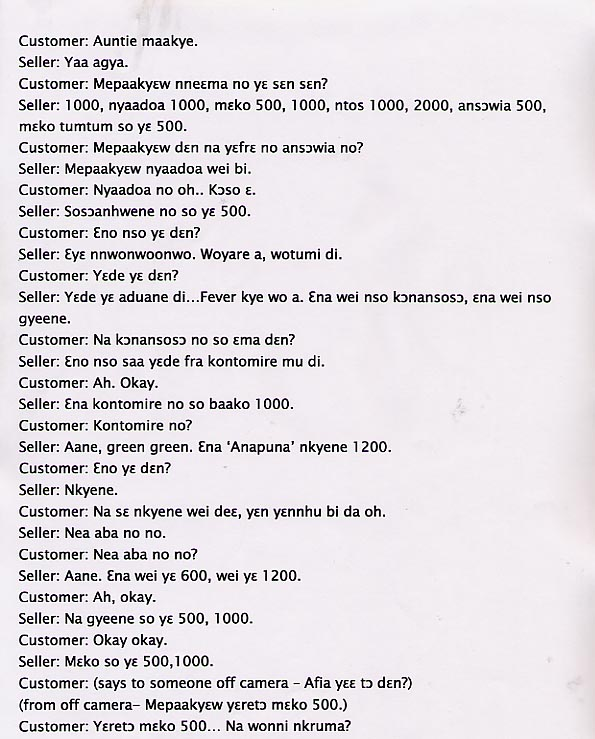 Customer: Auntie maakye.
Seller: Yaa agya.
Customer: Mepaakyɛw nneɛma no yɛ sɛn sɛn?
Seller: 1000, nyaadoa 1000, mɛko 500, 1000, ntos 1000, 2000, ansɔwia 500,
mɛko tumtum so yɛ 500.
Customer: Mepaakyɛw dɛn na yɛfrɛ no ansɔwia no?
Seller: Mepaakyɛw nyaadoa wei bi.
Customer: Nyaadoa no oh.. Kɔso ɛ.
Seller: Sosɔanhwene no so yɛ 500.
Customer: Ɛno nso yɛ dɛn?
Seller: Ɛyɛ nnwonwoonwo. Woyare a, wotumi di.
Customer: Yɛde yɛ dɛn?
Seller: Yɛde yɛ aduane di...Fever kye wo a. Ɛna wei nso kɔnansosɔ, ɛna wei nso
gyeene.
Customer: Na kɔnansosɔ no so ɛma dɛn?
Seller: Ɛno nso saa yɛde fra kontomire mu di.
Customer: Ah. Okay.
Seller: Ɛna kontomire no so baako 1000.
Customer: Kontomire no?
Seller: Aane, green green. Ɛna ‘Anapuna’ nkyene 1200.
Customer: Ɛno yɛ dɛn?
Seller: Nkyene.
Customer: Na sɛ nkyene wei deɛ, yɛn yɛnnhu bi da oh.
Seller: Nea aba no no.
Customer: Nea aba no no?
Seller: Aane. Ɛna wei yɛ 600, wei yɛ 1200.
Customer: Ah, okay.
Seller: Na gyeene so yɛ 500, 1000.
Customer: Okay okay.
Seller: Mɛko so yɛ 500,1000.
Customer: (says to someone off camera – Afia yɛɛ tɔ dɛn?)
(from off camera– Mepaakyɛw yɛretɔ mɛko 500.)
Customer: Yɛretɔ mɛko 500... Na wonni nkruma?